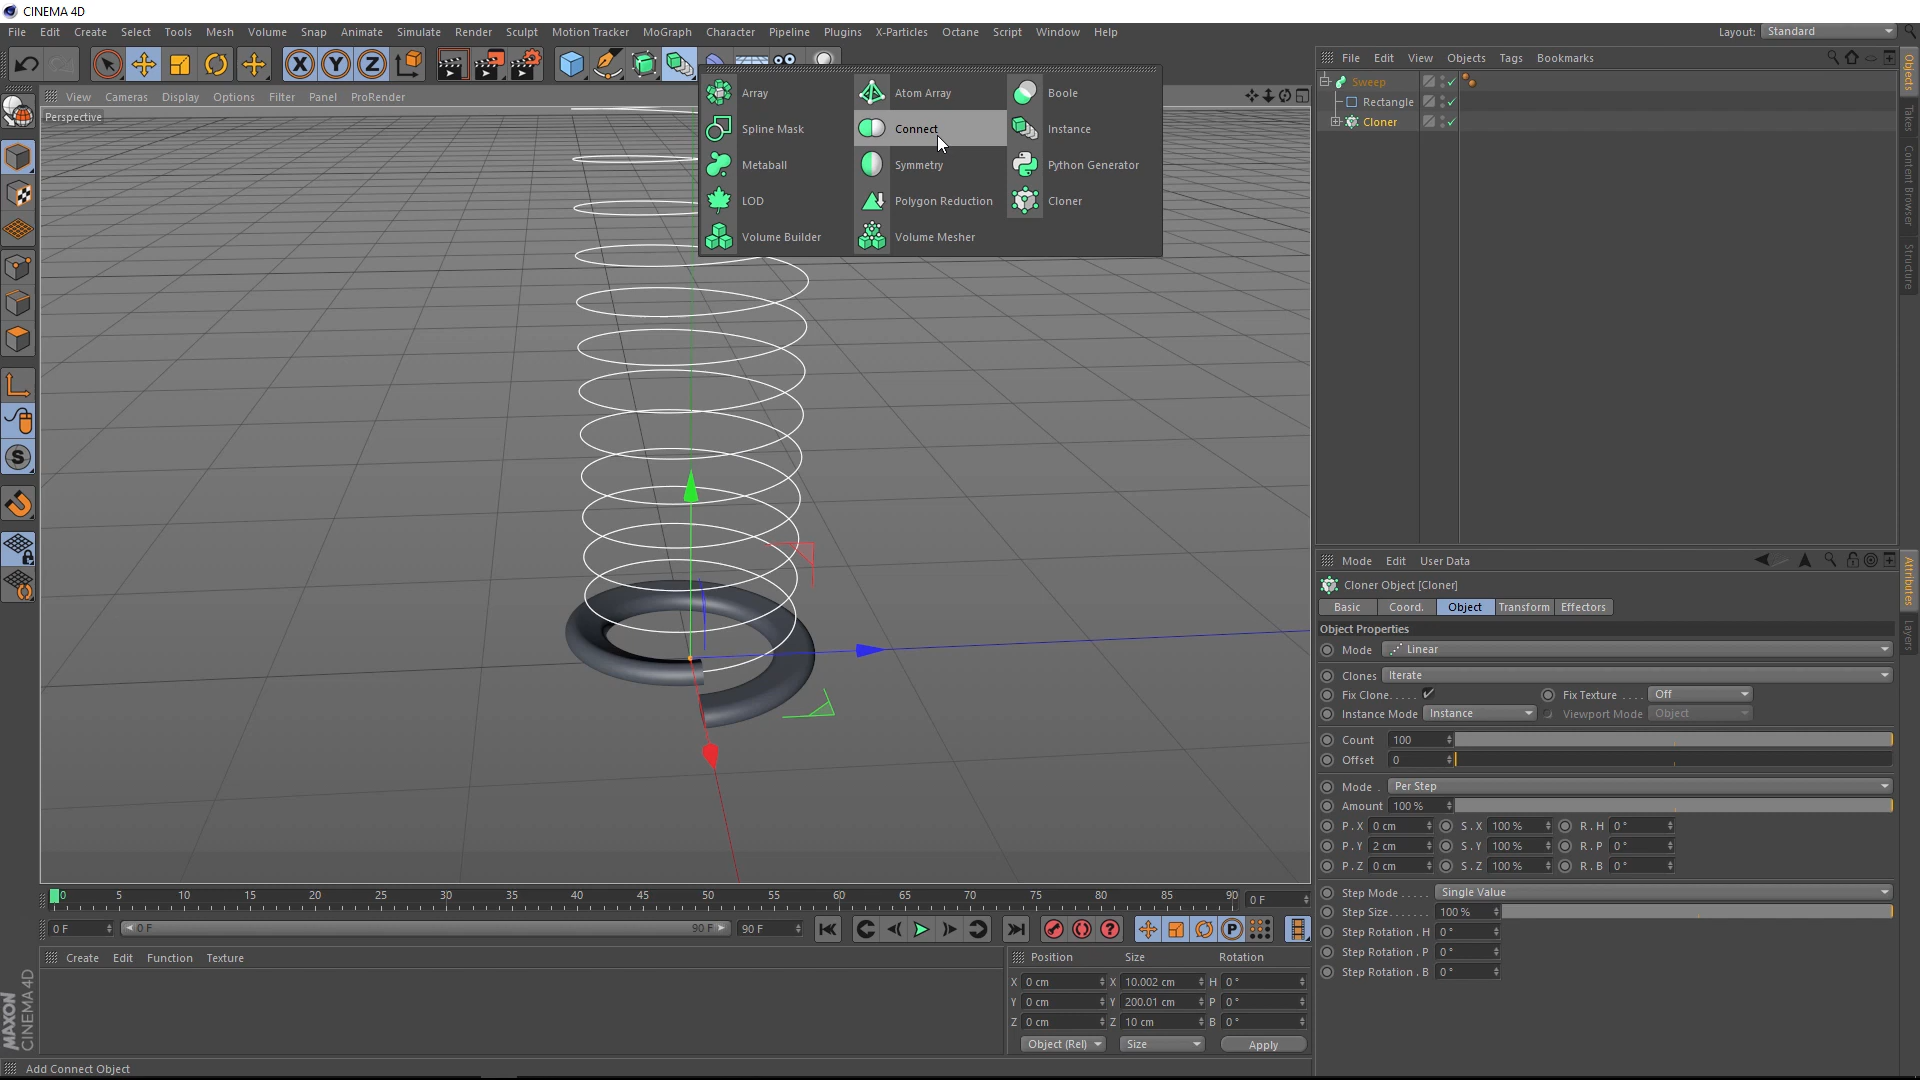 CINEMA 4D
File Edit Create Select Tools Mesh Volume Snap Animate Simulate Render Sculpt Motion Tracker MoGraph Character Pipeline Plugins X-Particles Octane Script Window Help
Layout: Standard
X Y Z
View Cameras Display Options Filter Panel ProRender
Perspective
Array
Atom Array
Boole
Spline Mask
Connect
Instance
Metaball
Symmetry
Python Generator
LOD
Polygon Reduction
Cloner
Volume Builder
Volume Mesher
File Edit View Objects Tags Bookmarks
Sweep
Rectangle
Cloner
Objects
Takes
Content Browser
Structure
Mode Edit User Data
Attributes
Layers
Cloner Object [Cloner]
Basic Coord. Object Transform Effectors
Object Properties
Mode Linear
Clones Iterate
Fix Clone..... Fix Texture .... Off
Instance Mode Instance Viewport Mode Object
Count 100
Offset 0
Mode . Per Step
Amount 100 %
P . X 0 cm S . X 100 % R . H 0 °
P . Y 2 cm S . Y 100 % R . P 0 °
P . Z 0 cm S . Z 100 % R . B 0 °
Step Mode ..... Single Value
Step Size....... 100 %
Step Rotation . H 0 °
Step Rotation . P 0 °
Step Rotation . B 0 °
0 5 10 15 20 25 30 35 40 45 50 55 60 65 70 75 80 85 90 0 F
0 F 0 F 90 F 90 F
Create Edit Function Texture
Position Size Rotation
X 0 cm X 10.002 cm H 0 °
Y 0 cm Y 200.01 cm P 0 °
Z 0 cm Z 10 cm B 0 °
Object (Rel) Size Apply
MAXON
CINEMA 4D
Add Connect Object